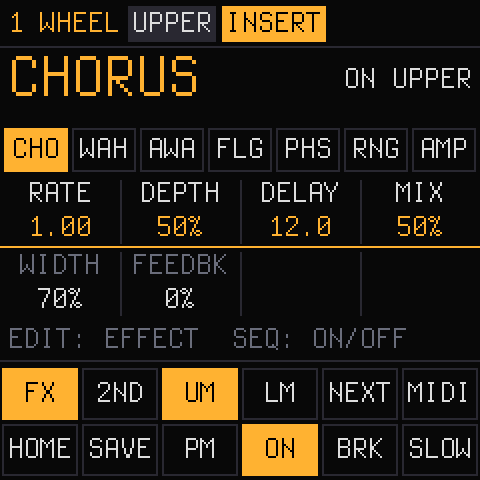 1 WHEEL UPPER INSERT
CHORUS ON UPPER
CHO WAH AWA FLG PHS RNG AMP
RATE DEPTH DELAY MIX
1.00 50% 12.0 50%
WIDTH FEEDBK
70% 0%
EDIT: EFFECT SEQ: ON/OFF
FX 2ND UM LM NEXT MIDI
HOME SAVE PM ON BRK SLOW